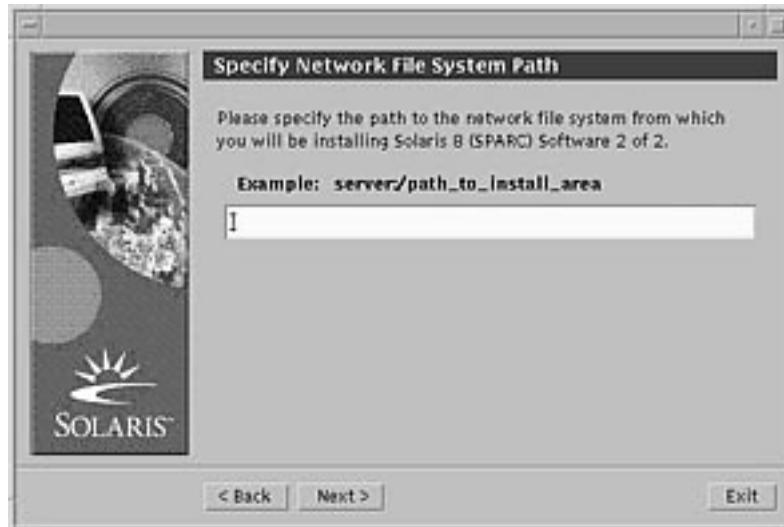 Specify Network File System Path
Please specify the path to the network file system from which
you will be installing Solaris 8 (SPARC) Software 2 of 2.
Example: server:/path_to_install_area
SOLARIS™
< Back
Next >
Exit